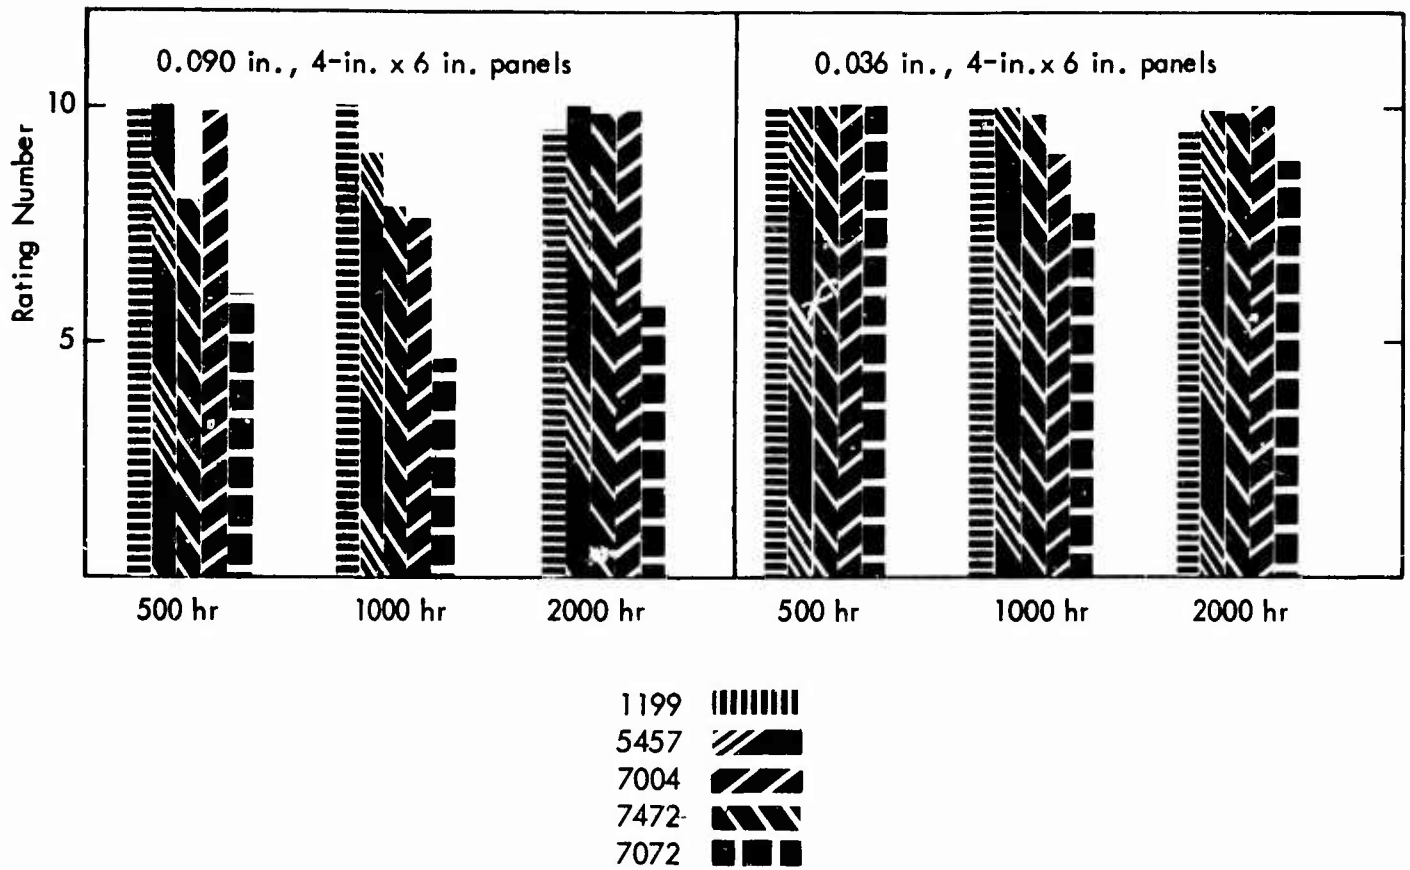 0.090 in., 4-in. x 6 in. panels
0.036 in., 4-in. x 6 in. panels
10
Rating Number
5
500 hr
1000 hr
2000 hr
500 hr
1000 hr
2000 hr
1199
5457
7004
7472
7072